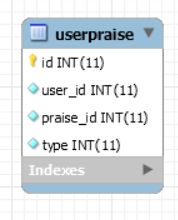 userpraise
id INT(11)
user_id INT(11)
praise_id INT(11)
type INT(11)
Indexes